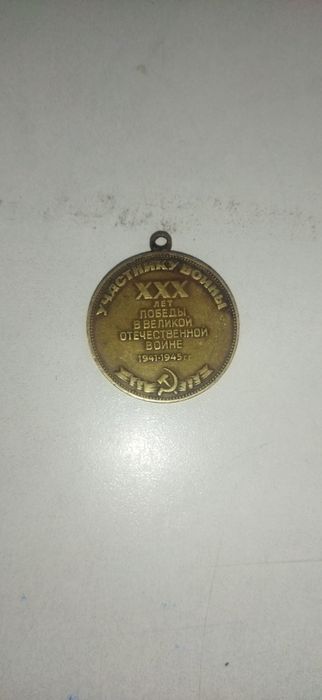 УЧАСТНИКУ ВОЙНЫ
XXX
ЛЕТ
ПОБЕДЫ
В ВЕЛИКОЙ
ОТЕЧЕСТВЕННОЙ
ВОЙНЕ
1941-1945 гг.